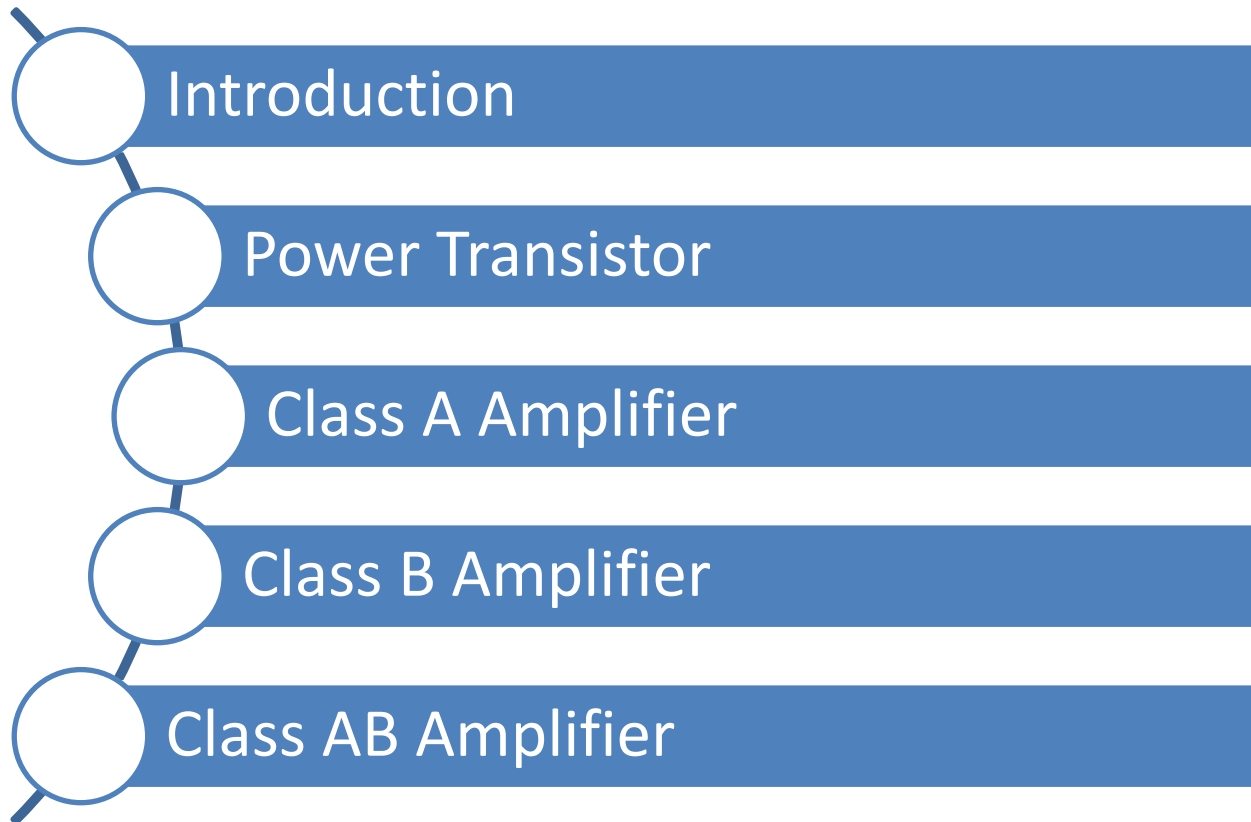 Introduction
Power Transistor
Class A Amplifier
Class B Amplifier
Class AB Amplifier